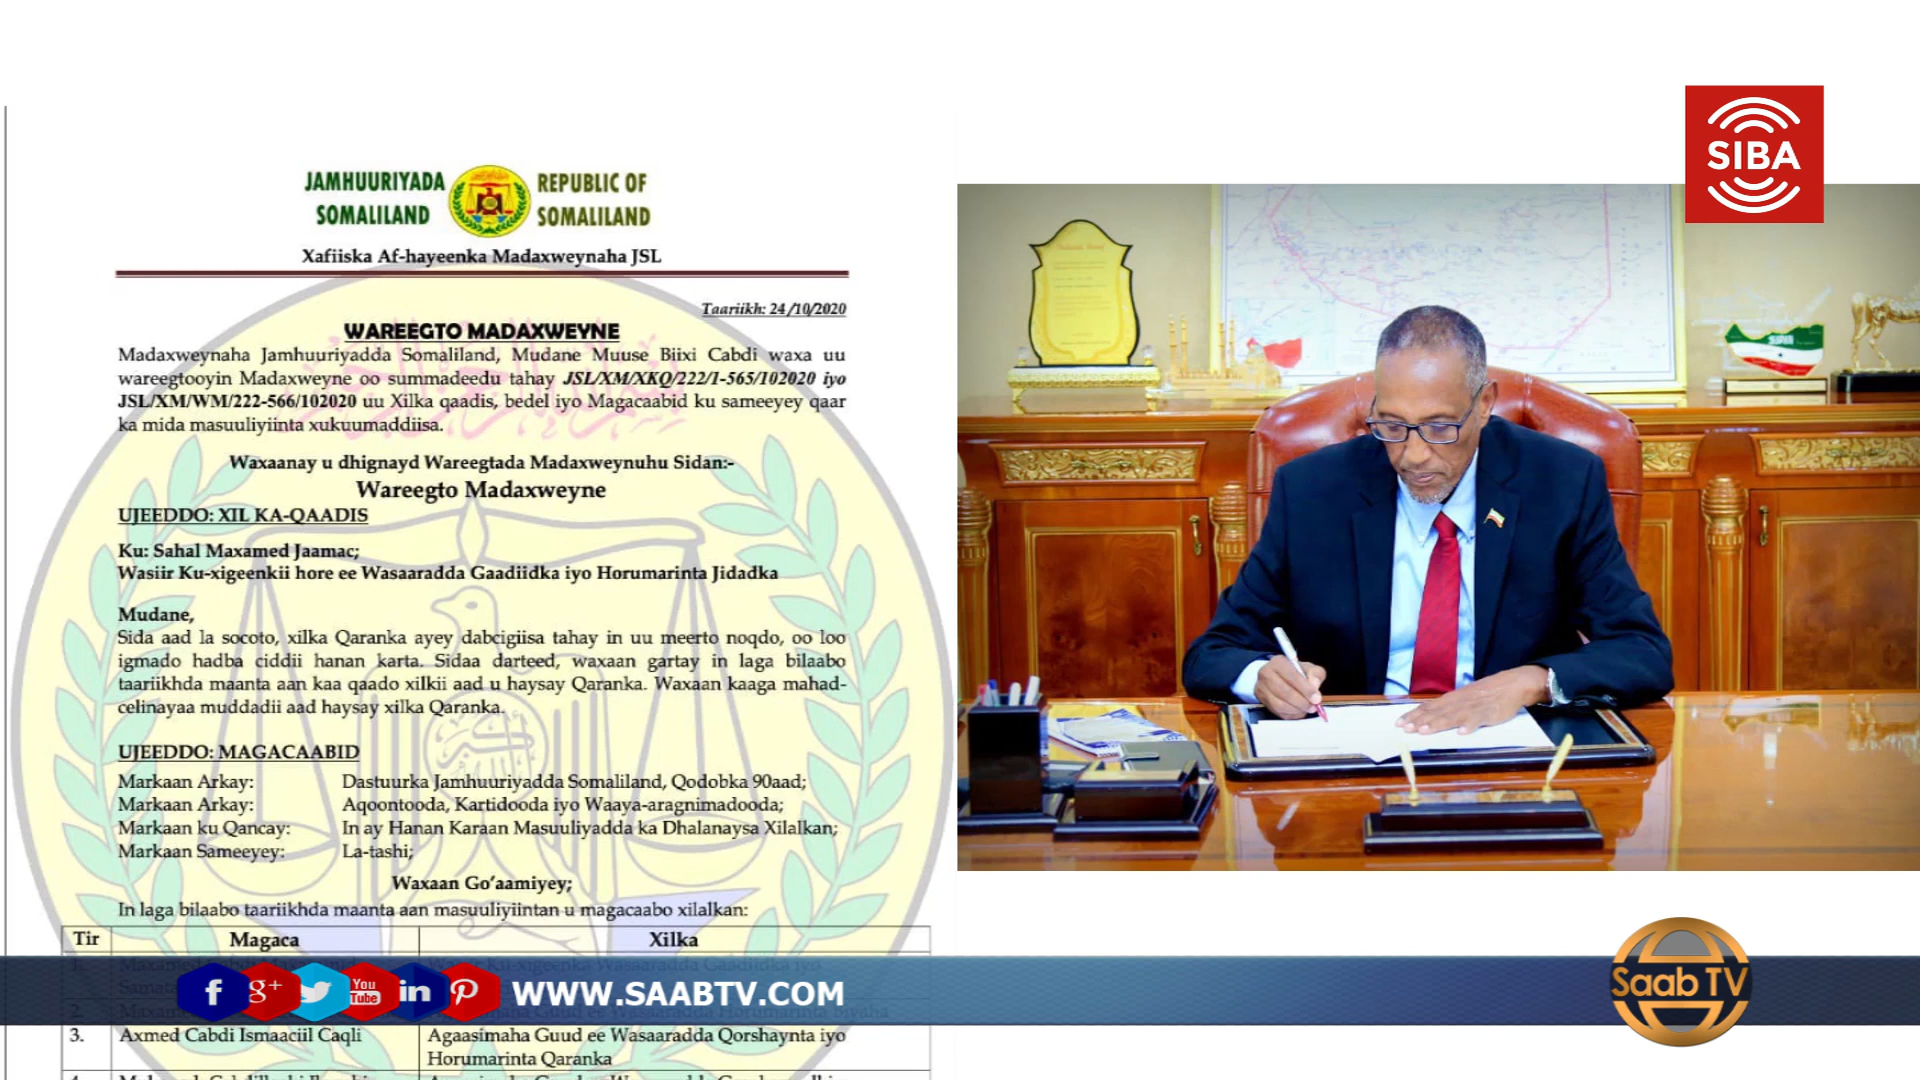 JAMHUURIYADA
SOMALILAND
REPUBLIC OF
SOMALILAND
Xafiiska Af-hayeenka Madaxweynaha JSL
Taariikh: 24/10/2020
WAREEGTO MADAXWEYNE
Madaxweynaha Jamhuuriyadda Somaliland, Mudane Muuse Biixi Cabdi waxa uu
wareegtooyin Madaxweyne oo summadeedu tahay JSL/XM/XKQ/222/1-565/102020 iyo
JSL/XM/WM/222-566/102020 uu Xilka qaadis, bedel iyo Magacaabid ku sameeyey qaar
ka mida masuuliyiinta xukuumaddiisa.
Waxaanay u dhignayd Wareegtada Madaxweynuhu Sidan:-
Wareegto Madaxweyne
UJEEDDO: XIL KA-QAADIS
Ku: Sahal Maxamed Jaamac;
Wasiir Ku-xigeenkii hore ee Wasaaradda Gaadiidka iyo Horumarinta Jidadka
Mudane,
Sida aad la socoto, xilka Qaranka ayey dabcigiisa tahay in uu meerto noqdo, oo loo
igmado hadba ciddii hanan karta. Sidaa darteed, waxaan gartay in laga bilaabo
taariikhda maanta aan kaa qaado xilkii aad u haysay Qaranka. Waxaan kaaga mahad-
celinayaa muddadii aad haysay xilka Qaranka.
UJEEDDO: MAGACAABID
Markaan Arkay: Dastuurka Jamhuuriyadda Somaliland, Qodobka 90aad;
Markaan Arkay: Aqoontooda, Kartidooda iyo Waaya-aragnimadooda;
Markaan ku Qancay: In ay Hanan Karaan Masuuliyadda ka Dhalanaysa Xilalkan;
Markaan Sameeyey: La-tashi;
Waxaan Go'aamiyey;
In laga bilaabo taariikhda maanta aan masuuliyiintan u magacaabo xilalkan:
Tir Magaca Xilka
3. Axmed Cabdi Ismaaciil Caqli Agaasimaha Guud ee Wasaaradda Qorshaynta iyo
Horumarinta Qaranka
SIBA
f g+ You Tube in
WWW.SAABTV.COM
Saab TV